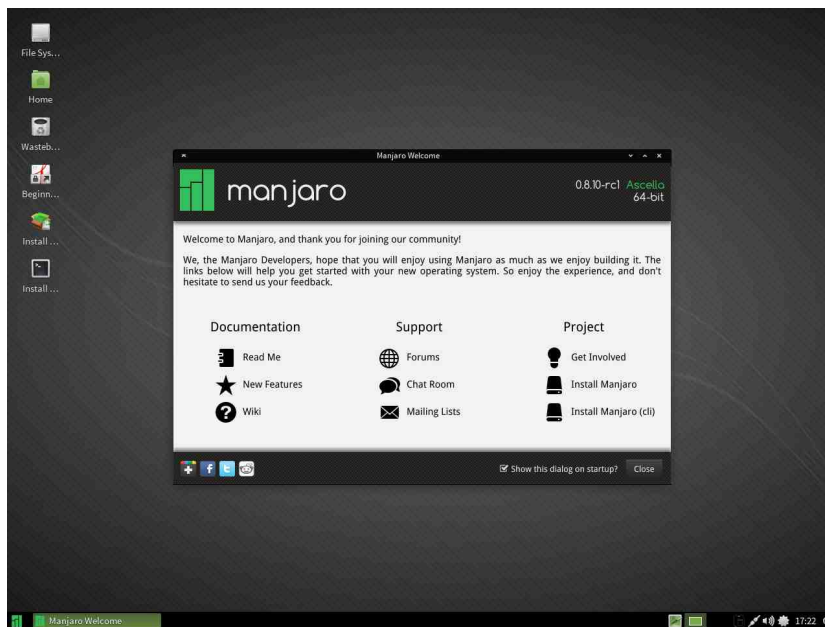 File Sys...
Home
Wasteb...
Beginn...
Install ...
Install ...
Manjaro Welcome
manjaro
0.8.10-rc1 Ascella
64-bit
Welcome to Manjaro, and thank you for joining our community!
We, the Manjaro Developers, hope that you will enjoy using Manjaro as much as we enjoy building it. The
links below will help you get started with your new operating system. So enjoy the experience, and don't
hesitate to send us your feedback.
Documentation
Read Me
New Features
Wiki
Support
Forums
Chat Room
Mailing Lists
Project
Get Involved
Install Manjaro
Install Manjaro (cli)
Show this dialog on startup?
Close
Manjaro Welcome
17:22